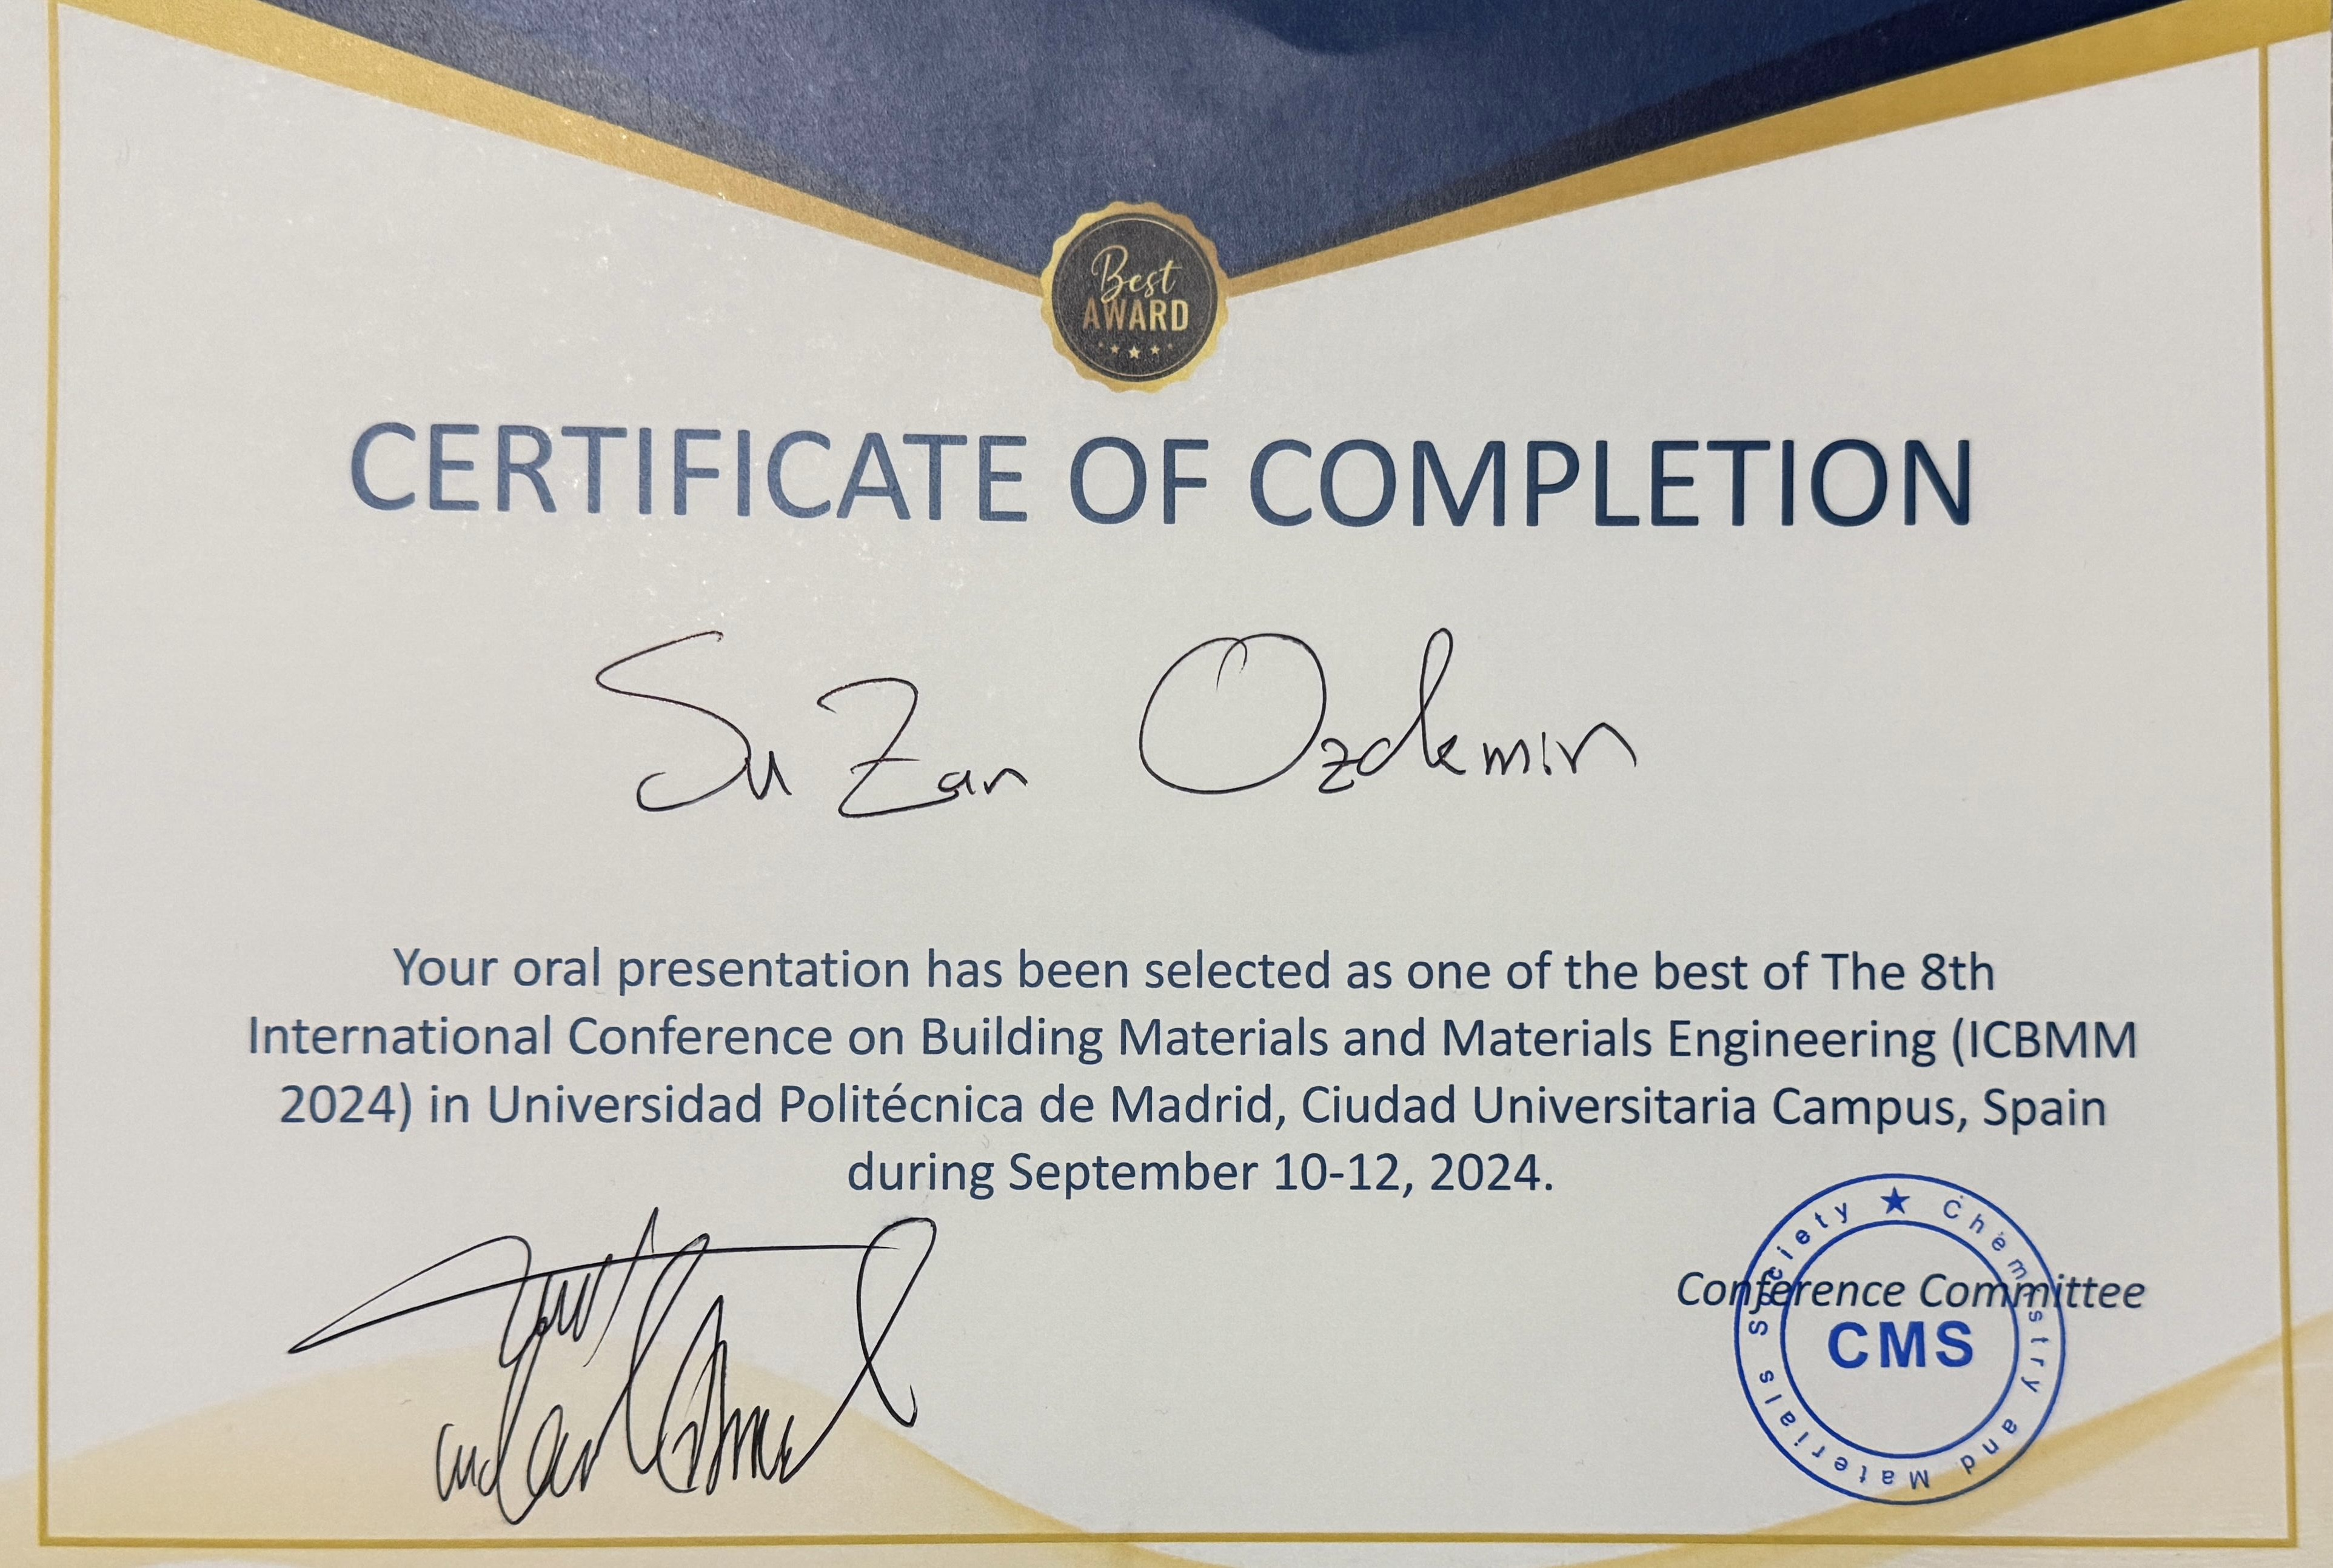 Best
AWARD
CERTIFICATE OF COMPLETION
Suzan Ozdemir
Your oral presentation has been selected as one of the best of The 8th
International Conference on Building Materials and Materials Engineering (ICBMM
2024) in Universidad Politécnica de Madrid, Ciudad Universitaria Campus, Spain
during September 10-12, 2024.
Conference Committee
Chemistry and Materials Society
CMS